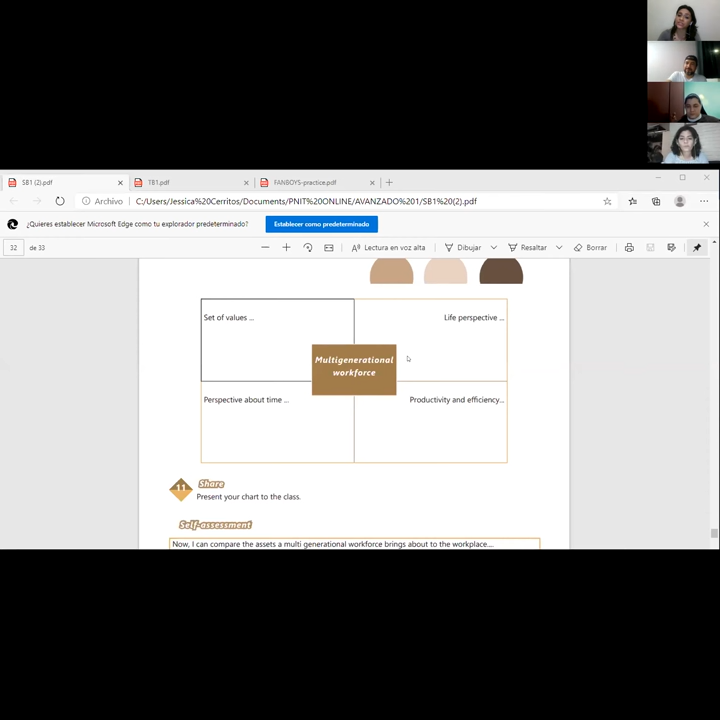 SB1 (2).pdf
TB1.pdf
FANBOYS-practice.pdf
Archivo
C:/Users/Jessica%20Cerritos/Documents/PNIT%20ONLINE/AVANZADO%201/SB1%20(2).pdf
¿Quieres establecer Microsoft Edge como tu explorador predeterminado?
Establecer como predeterminado
32 de 33
Lectura en voz alta
Dibujar
Resaltar
Borrar
Set of values ...
Life perspective ...
Multigenerational
workforce
Perspective about time ...
Productivity and efficiency...
11
Share
Present your chart to the class.
Self-assessment
Now, I can compare the assets a multi generational workforce brings about to the workplace....